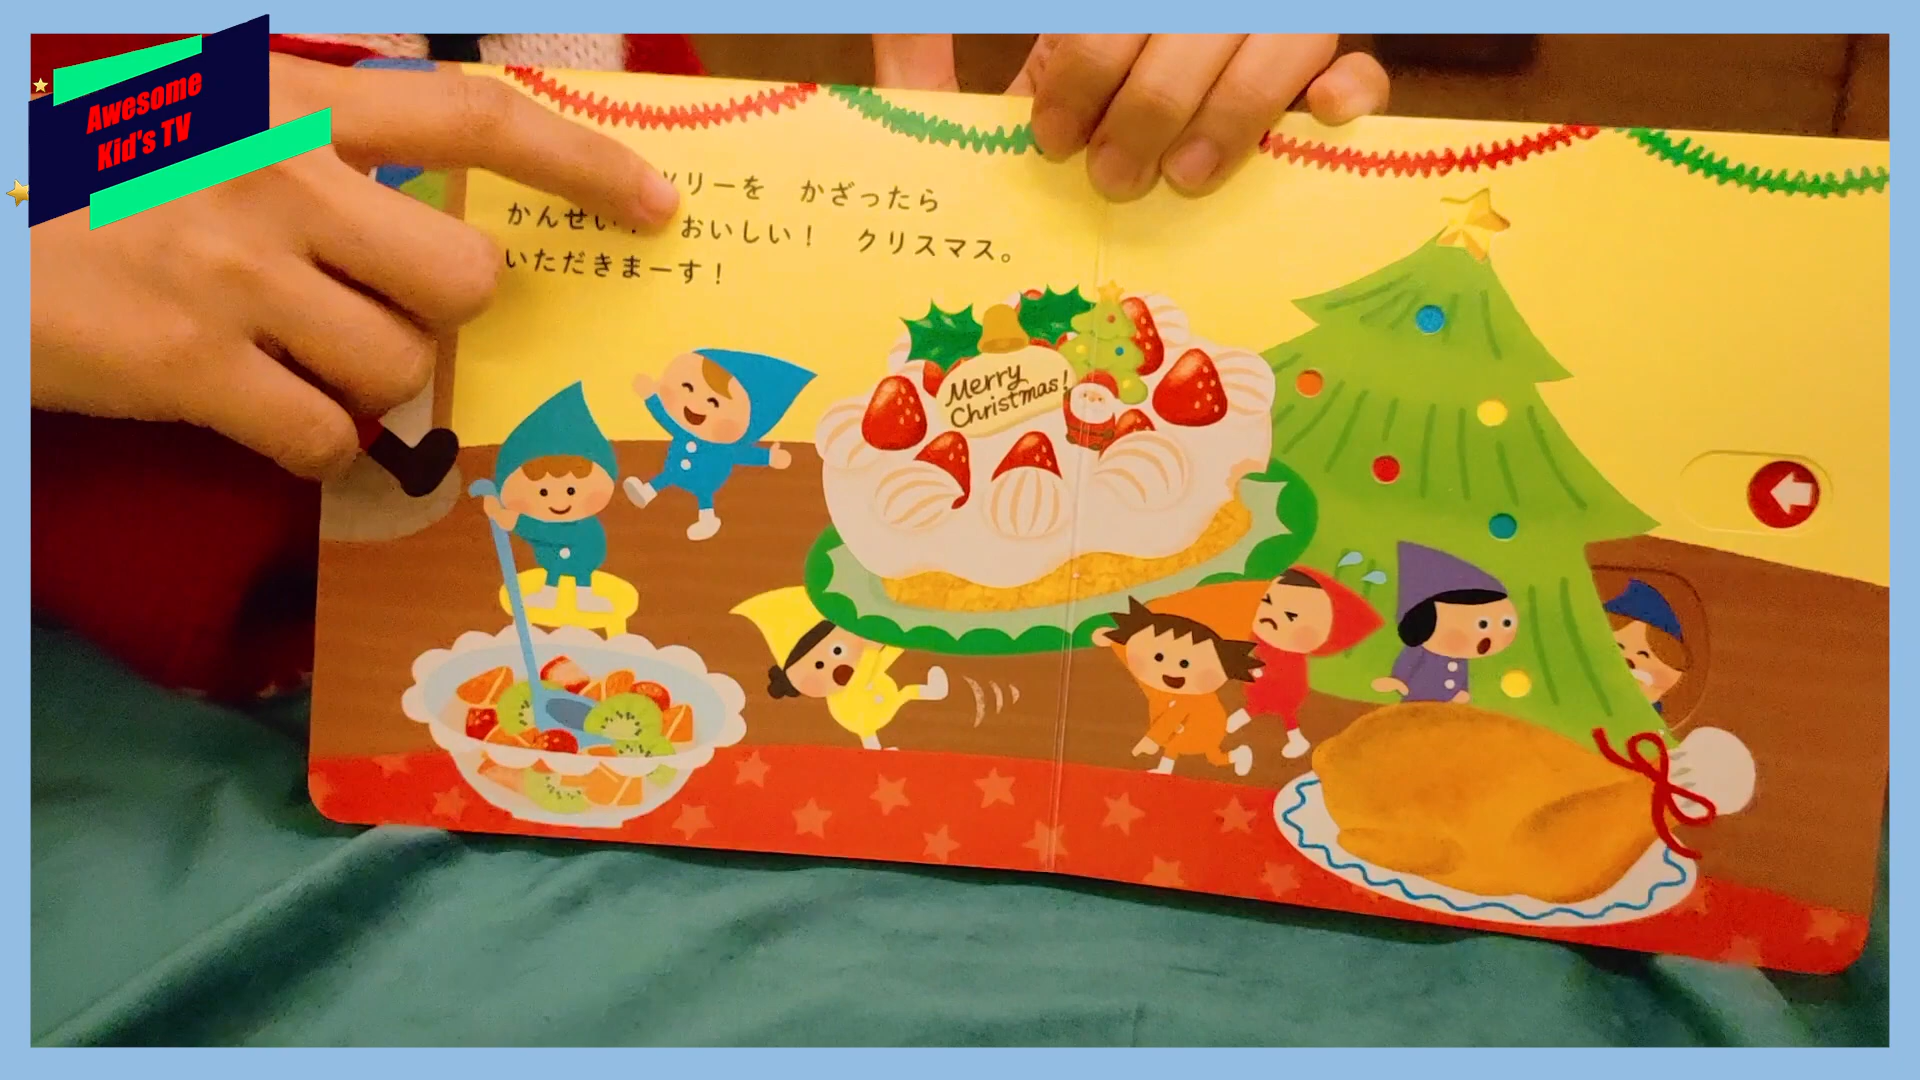 Awesome
Kid's TV
ツリーを　かざったら
かんせい！　おいしい！　クリスマス。
いただきまーす！
Merry
Christmas!